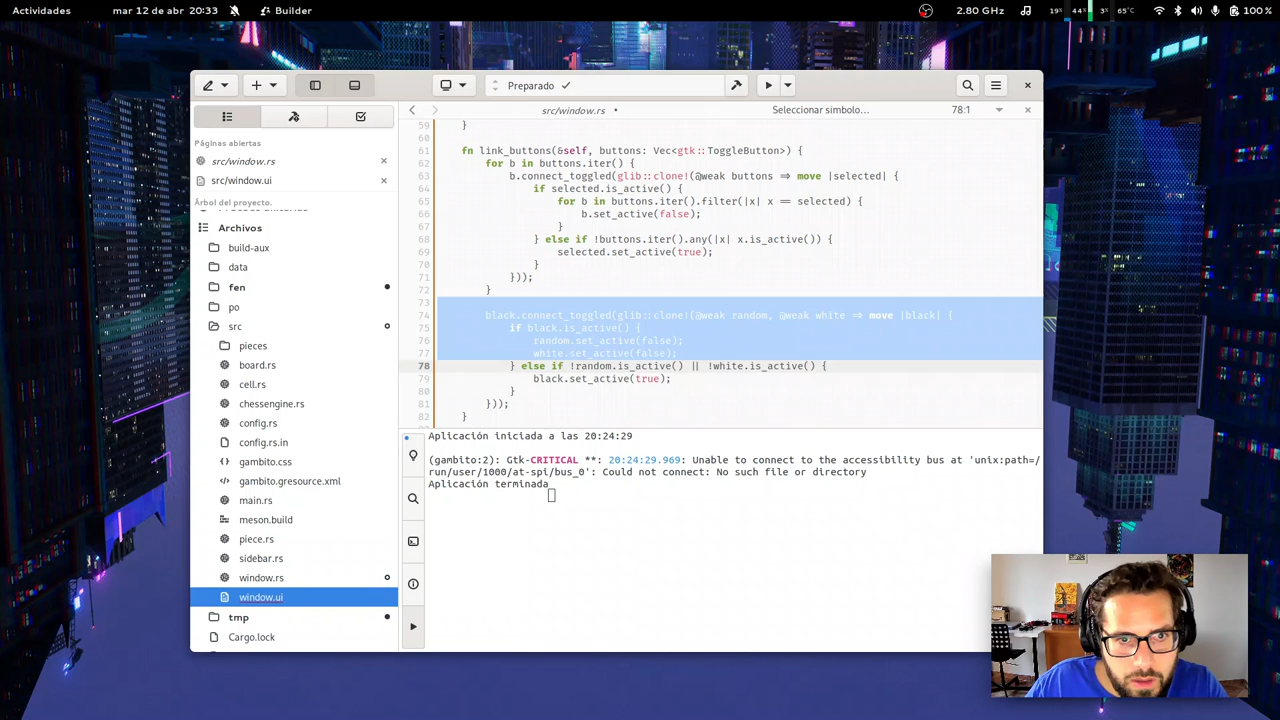 Actividades
mar 12 de abr 20:33
Builder
2.80 GHz
19%
44%
3%
65°C
100 %
Preparado
src/window.rs
Seleccionar símbolo…
78:1
Páginas abiertas
src/window.rs
src/window.ui
Árbol del proyecto.
Archivos
build-aux
data
fen
po
src
pieces
board.rs
cell.rs
chessengine.rs
config.rs
config.rs.in
gambito.css
gambito.gresource.xml
main.rs
meson.build
piece.rs
sidebar.rs
window.rs
window.ui
tmp
Cargo.lock
59 }
60
61 fn link_buttons(&self, buttons: Vec<gtk::ToggleButton>) {
62 for b in buttons.iter() {
63 b.connect_toggled(glib::clone!(@weak buttons => move |selected| {
64 if selected.is_active() {
65 for b in buttons.iter().filter(|x| x == selected) {
66 b.set_active(false);
67 }
68 } else if !buttons.iter().any(|x| x.is_active()) {
69 selected.set_active(true);
70 }
71 }));
72 }
73
74 black.connect_toggled(glib::clone!(@weak random, @weak white => move |black| {
75 if black.is_active() {
76 random.set_active(false);
77 white.set_active(false);
78 } else if !random.is_active() || !white.is_active() {
79 black.set_active(true);
80 }
81 }));
82 }
Aplicación iniciada a las 20:24:29
(gambito:2): Gtk-CRITICAL **: 20:24:29.969: Unable to connect to the accessibility bus at 'unix:path=/
run/user/1000/at-spi/bus_0': Could not connect: No such file or directory
Aplicación terminada